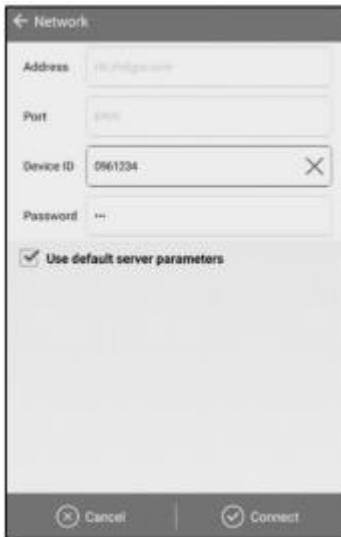 ← Network
Address
Port
Device ID 0961234
Password ···
Use default server parameters
Cancel
Connect